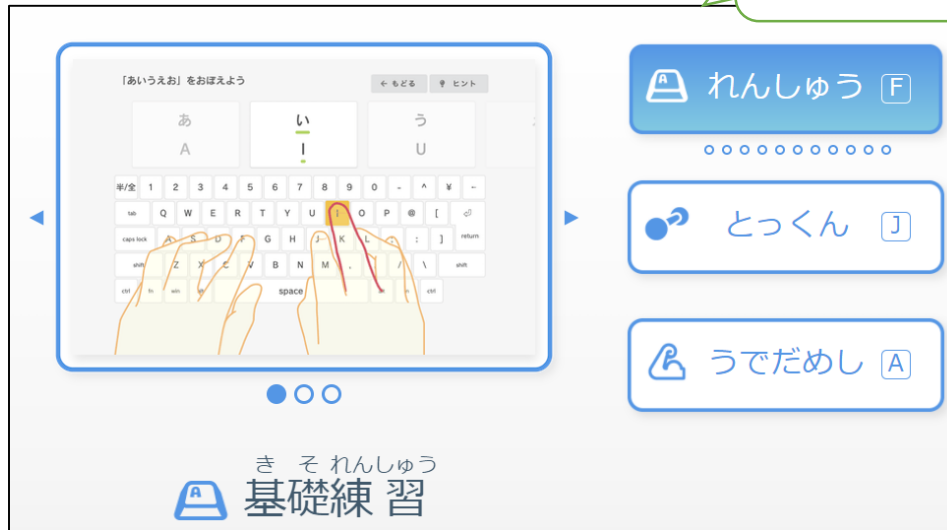 「あいうえお」をおぼえよう
← もどる ヒント
あ い う
A I U
半/全 1 2 3 4 5 6 7 8 9 0 - ^ ¥ ←
tab Q W E R T Y U I O P @ [
caps lock A S D F G H J K L ; : ] return
shift Z X C V B N M , . / \ shift
ctrl fn win alt space alt fn ctrl
れんしゅう F
とっくん J
うでだめし A
き そ れんしゅう
基礎練習